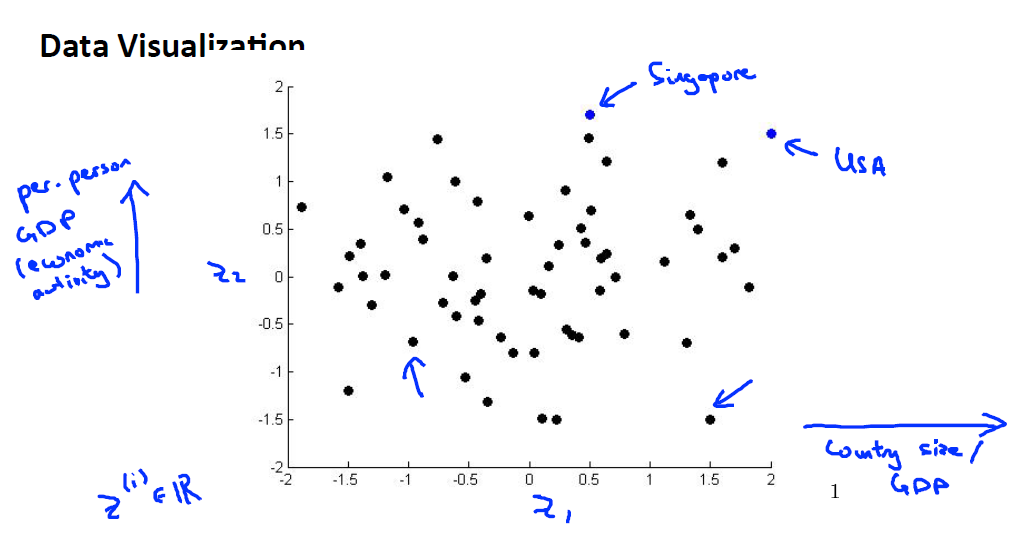 Data Visualization
Singapore
USA
per-person
GDP
(economic
activity)
z2
2
1.5
1
0.5
0
-0.5
-1
-1.5
-2
-2 -1.5 -1 -0.5 0 0.5 1 1.5 2
z1
Country size/
GDP
1
z(i) ∈ ℝ